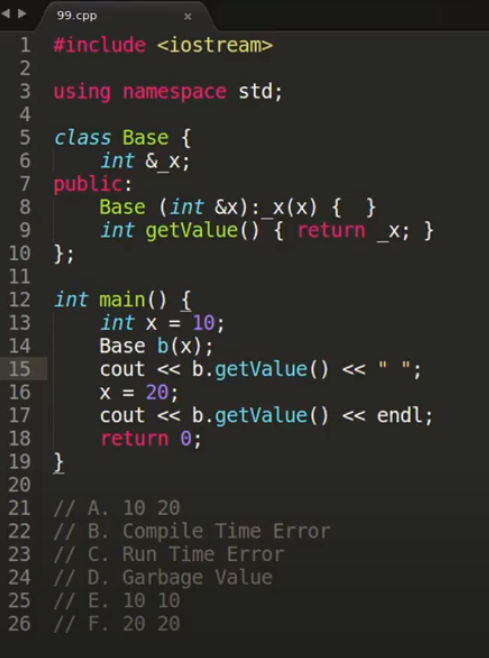 99.cpp ×
1 #include <iostream>
2
3 using namespace std;
4
5 class Base {
6     int &_x;
7 public:
8     Base (int &x):_x(x) {  }
9     int getValue() { return _x; }
10 };
11
12 int main() {
13     int x = 10;
14     Base b(x);
15     cout << b.getValue() << " ";
16     x = 20;
17     cout << b.getValue() << endl;
18     return 0;
19 }
20
21 // A. 10 20
22 // B. Compile Time Error
23 // C. Run Time Error
24 // D. Garbage Value
25 // E. 10 10
26 // F. 20 20